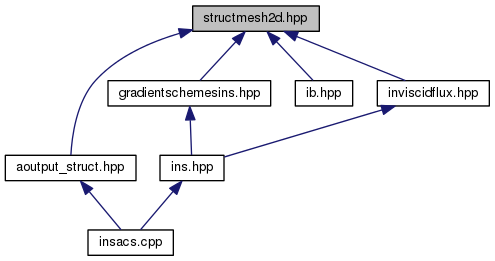 structmesh2d.hpp
gradientschemesins.hpp
ib.hpp
inviscidflux.hpp
aoutput_struct.hpp
ins.hpp
insacs.cpp